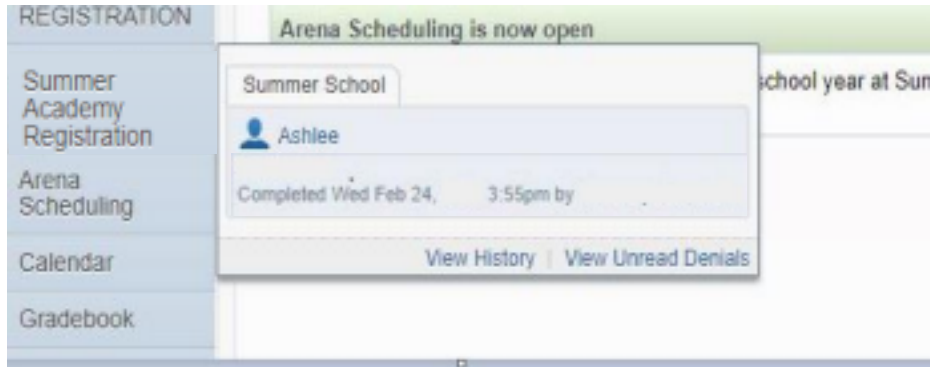 REGISTRATION
Summer
Academy
Registration
Arena
Scheduling
Calendar
Gradebook
Arena Scheduling is now open
school year at Sum
Summer School
Ashlee
Completed Wed Feb 24, 3:55pm by
View History | View Unread Denials